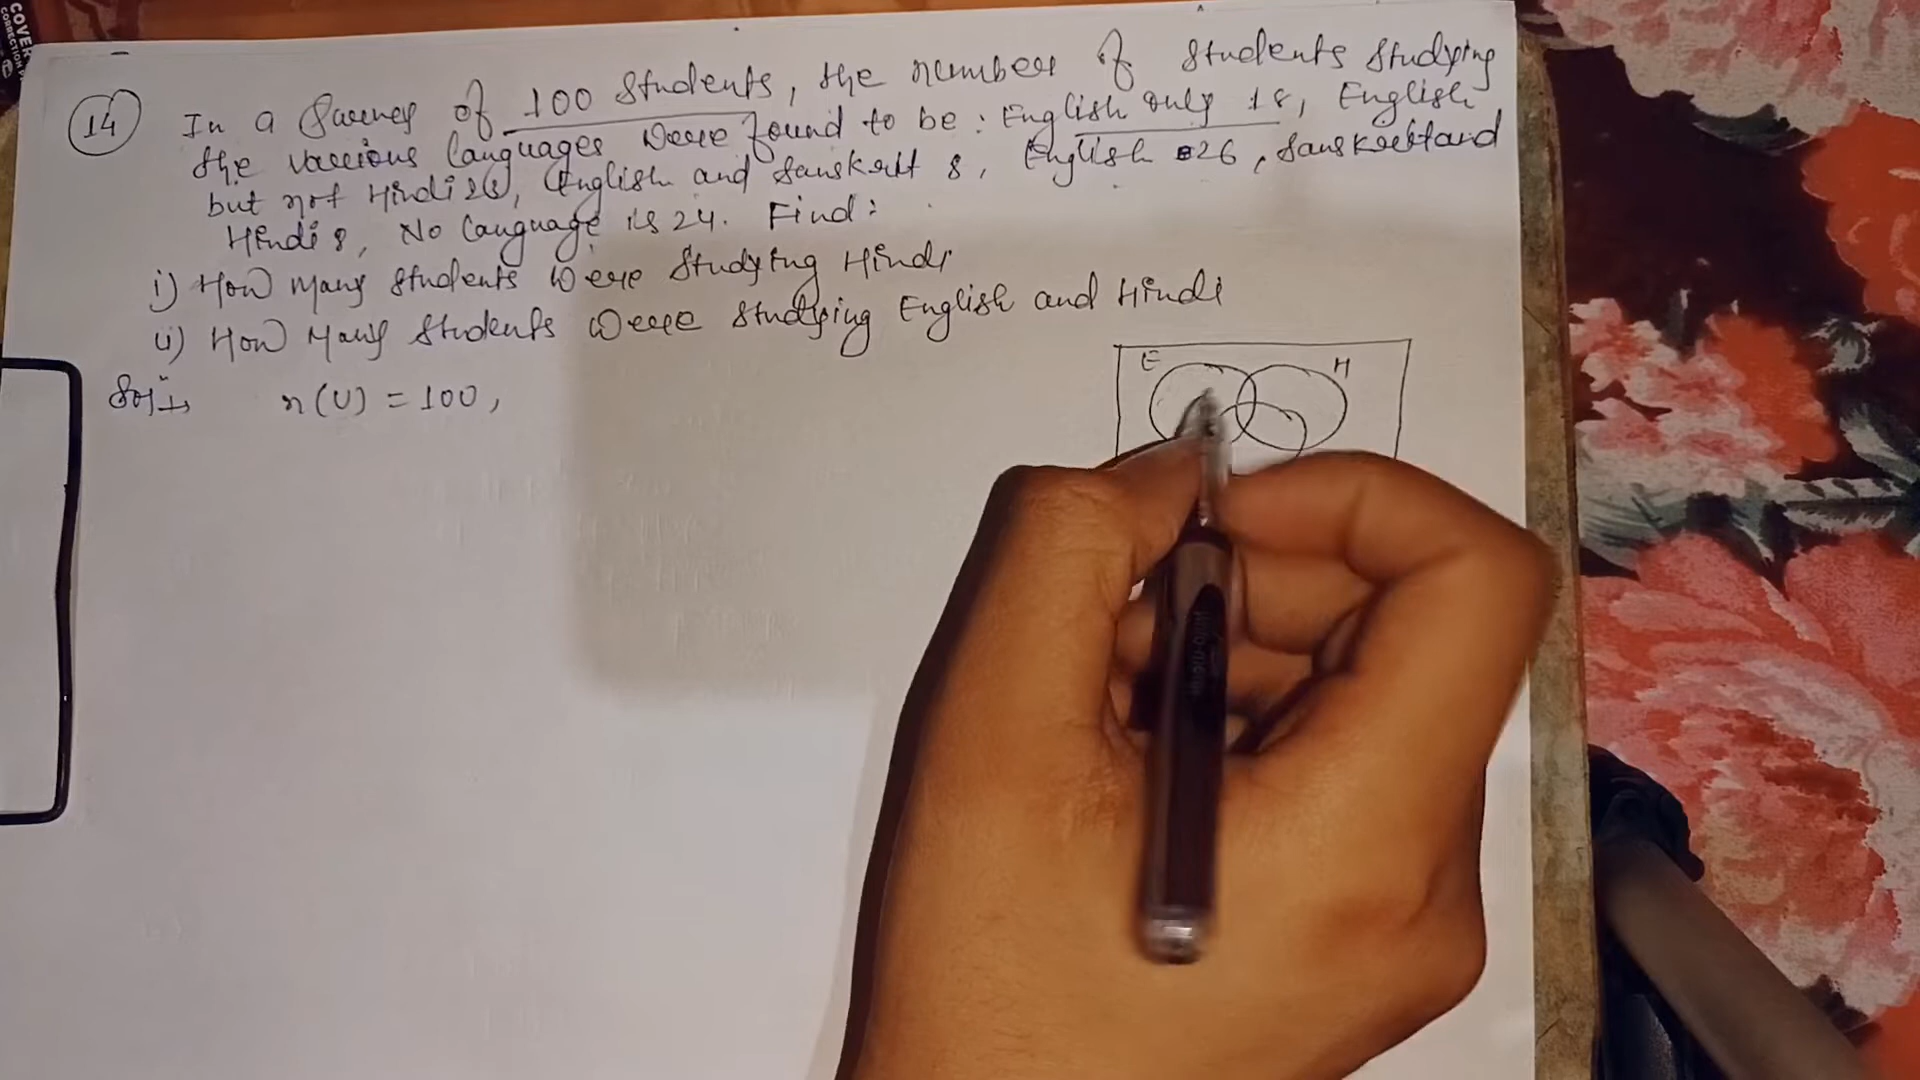 COVER
CORRECTION P
14
In a Survey of 100 Students, the number of Students Studying
the various languages were found to be: English only 18, English
but not Hindi 23, English and Sanskrit 8, English 26, Sanskrit and
Hindi 8, No language is 24. Find:
i) How many students were Studying Hindi
ii) How Many Students were studying English and Hindi
Sol:
n(U) = 100,
E
H